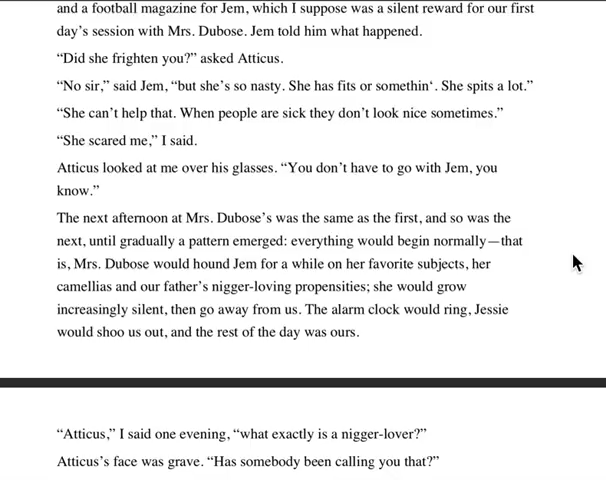 and a football magazine for Jem, which I suppose was a silent reward for our first
day’s session with Mrs. Dubose. Jem told him what happened.
“Did she frighten you?” asked Atticus.
“No sir,” said Jem, “but she’s so nasty. She has fits or somethin‘. She spits a lot.”
“She can’t help that. When people are sick they don’t look nice sometimes.”
“She scared me,” I said.
Atticus looked at me over his glasses. “You don’t have to go with Jem, you
know.”
The next afternoon at Mrs. Dubose’s was the same as the first, and so was the
next, until gradually a pattern emerged: everything would begin normally—that
is, Mrs. Dubose would hound Jem for a while on her favorite subjects, her
camellias and our father’s nigger-loving propensities; she would grow
increasingly silent, then go away from us. The alarm clock would ring, Jessie
would shoo us out, and the rest of the day was ours.
“Atticus,” I said one evening, “what exactly is a nigger-lover?”
Atticus’s face was grave. “Has somebody been calling you that?”